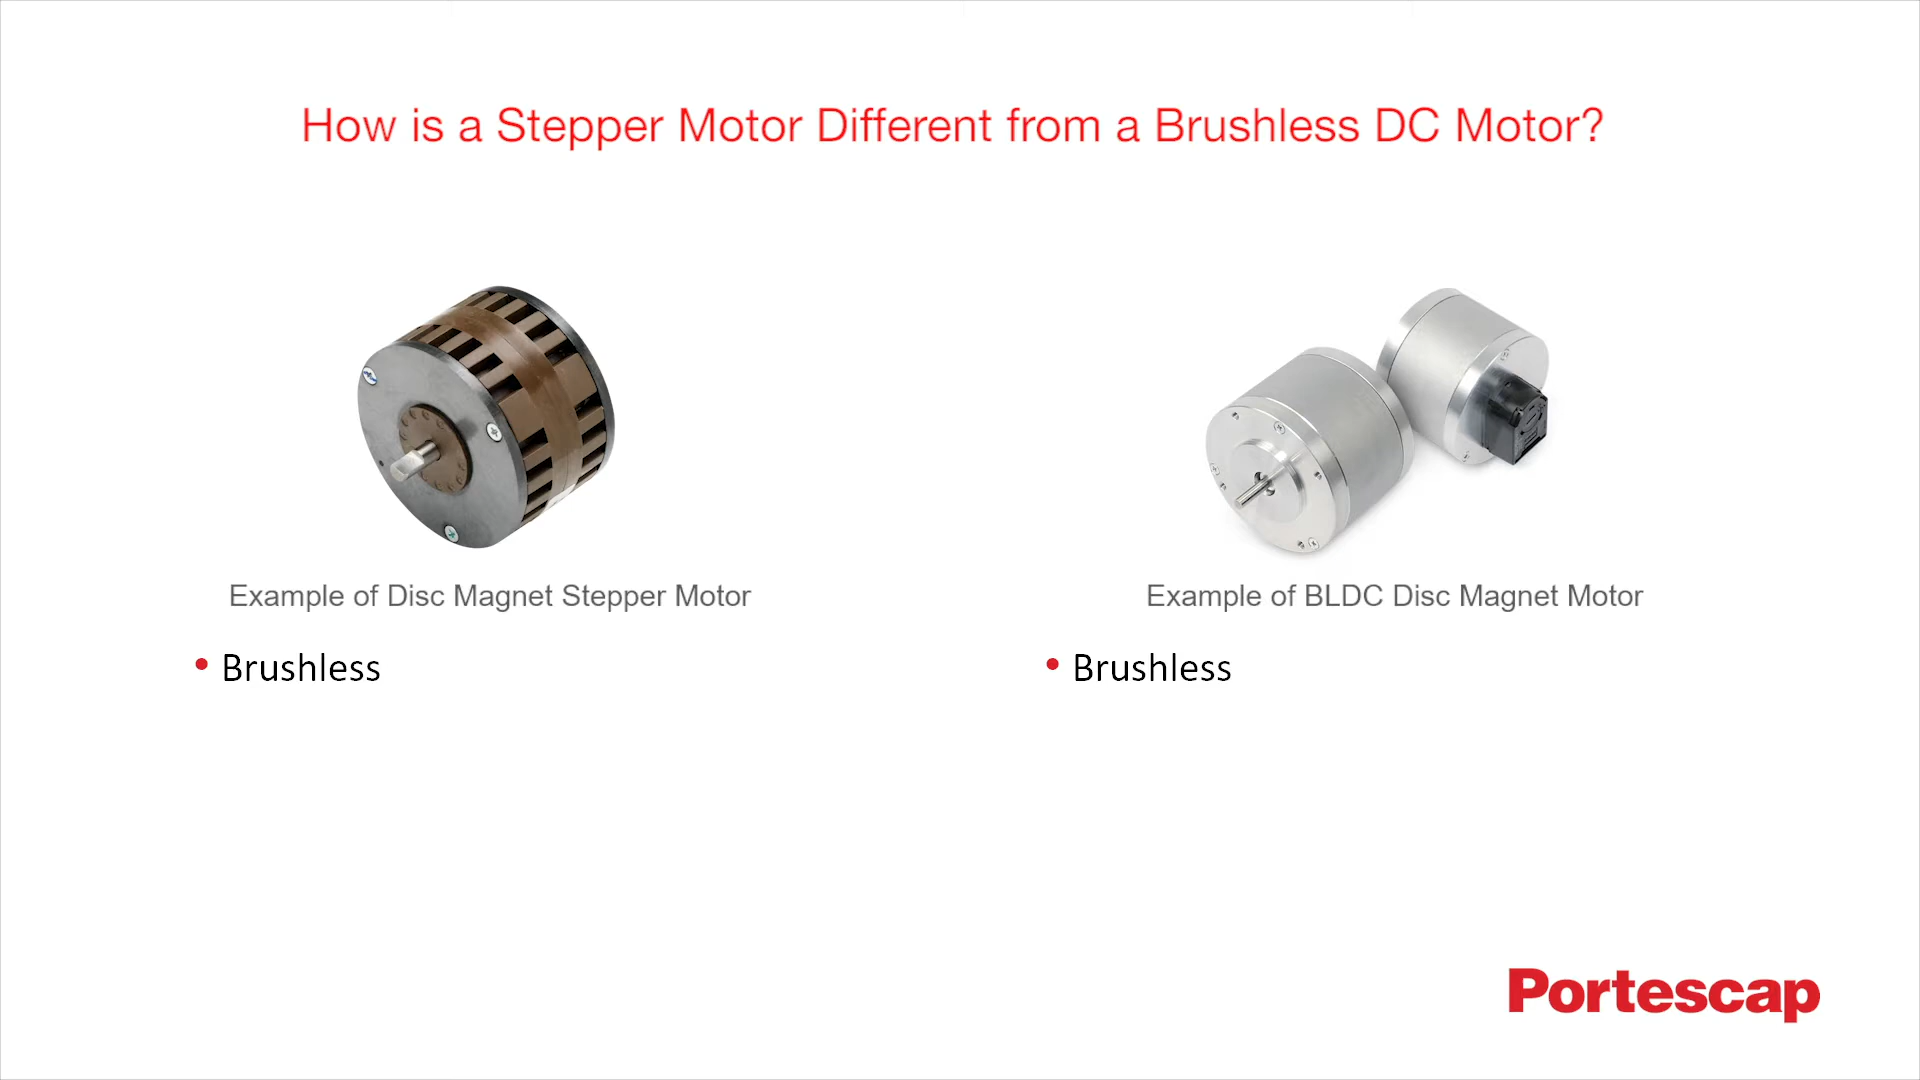 How is a Stepper Motor Different from a Brushless DC Motor?
Example of Disc Magnet Stepper Motor
• Brushless
Example of BLDC Disc Magnet Motor
• Brushless
Portescap